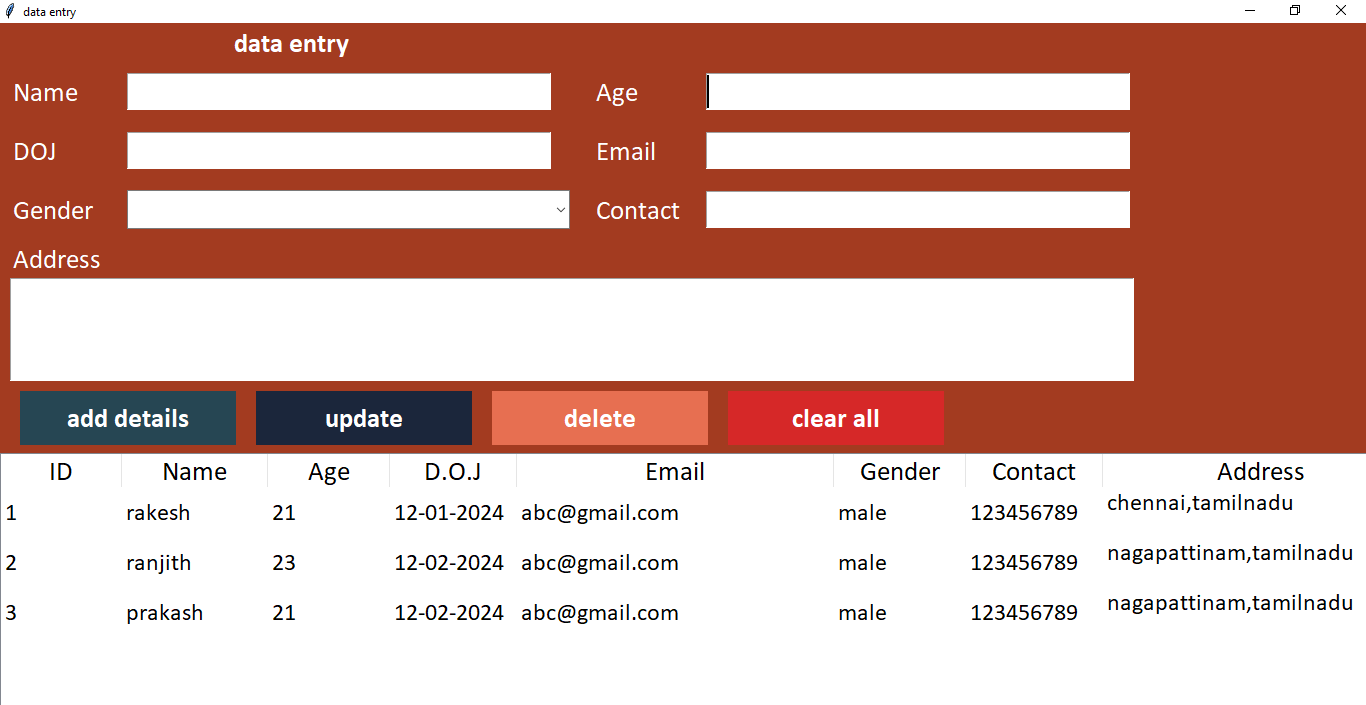 data entry
data entry
Name Age
DOJ Email
Gender Contact
Address
add details update delete clear all
ID Name Age D.O.J Email Gender Contact Address
1 rakesh 21 12-01-2024 abc@gmail.com male 123456789 chennai,tamilnadu
2 ranjith 23 12-02-2024 abc@gmail.com male 123456789 nagapattinam,tamilnadu
3 prakash 21 12-02-2024 abc@gmail.com male 123456789 nagapattinam,tamilnadu